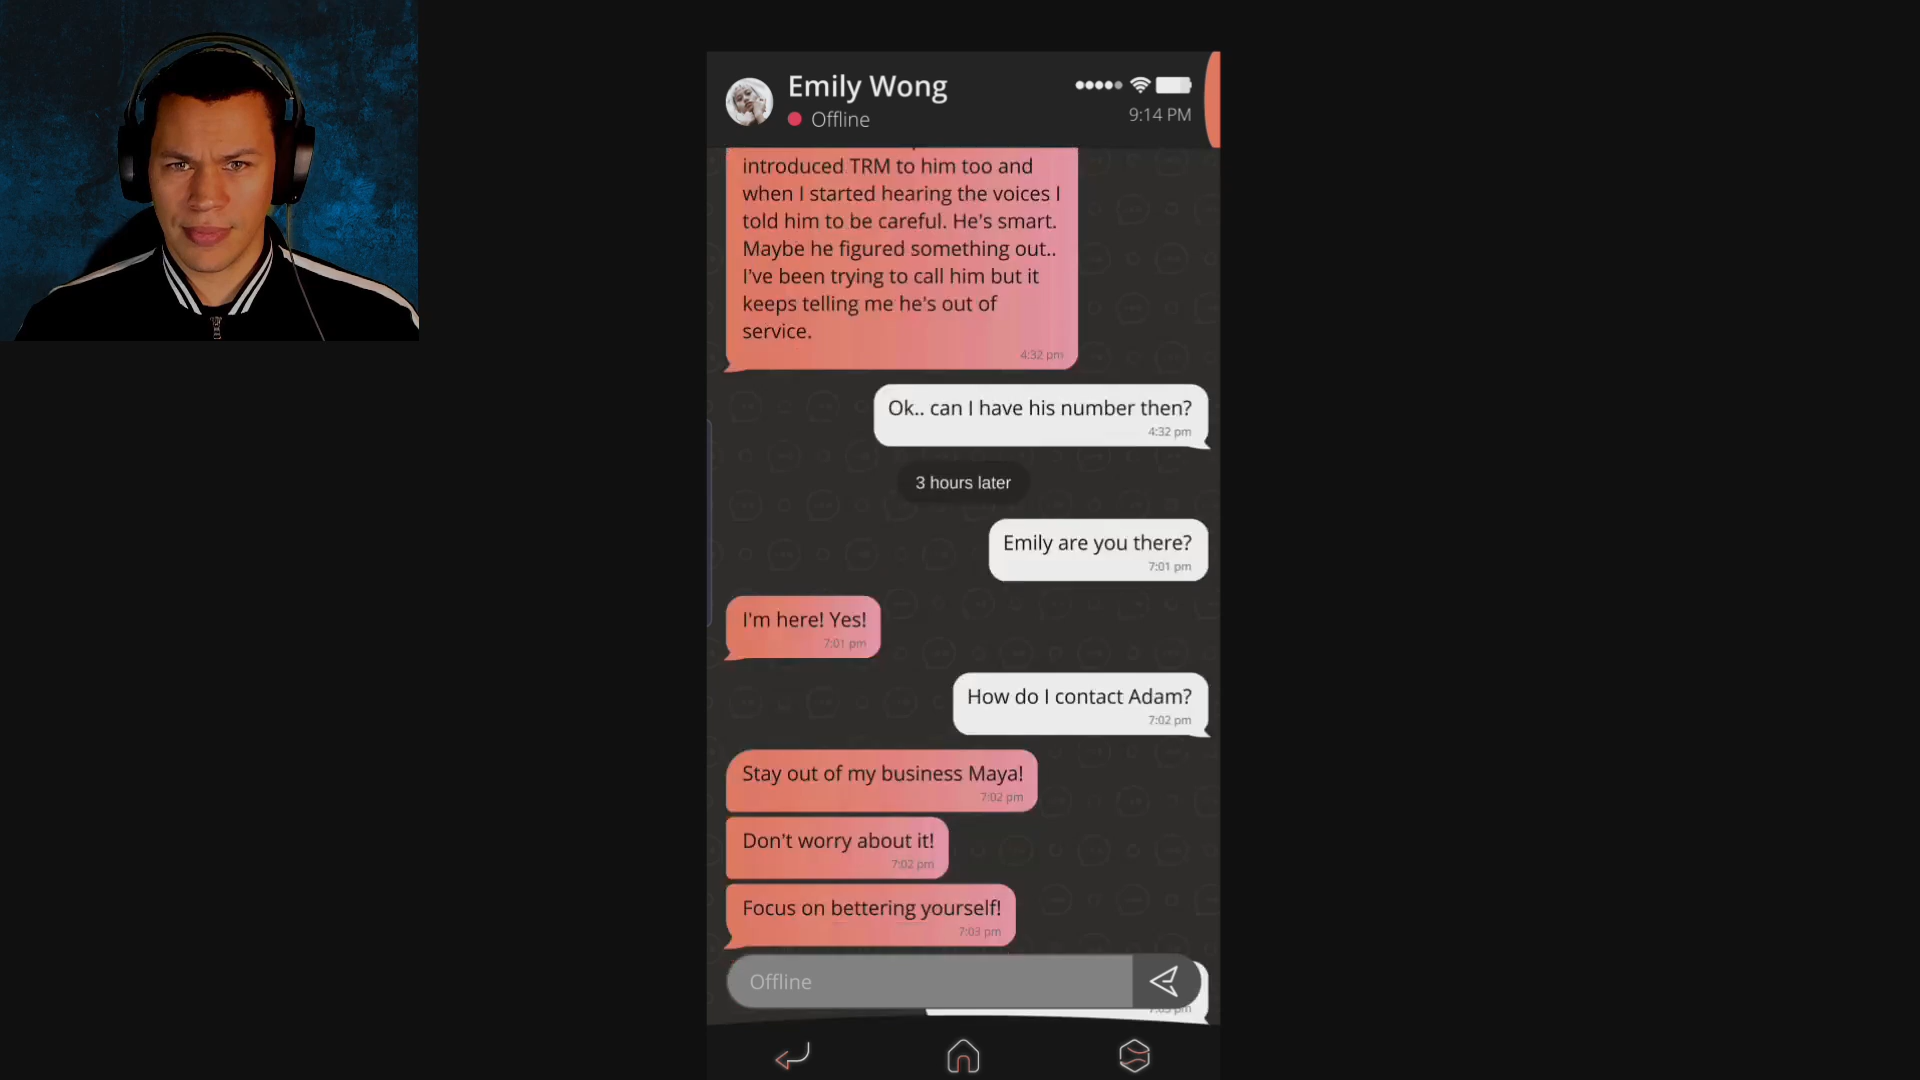 Emily Wong
Offline
9:14 PM
introduced TRM to him too and
when I started hearing the voices I
told him to be careful. He's smart.
Maybe he figured something out..
I've been trying to call him but it
keeps telling me he's out of
service.
4:32 pm
Ok.. can I have his number then?
4:32 pm
3 hours later
Emily are you there?
7:01 pm
I'm here! Yes!
7:01 pm
How do I contact Adam?
7:02 pm
Stay out of my business Maya!
7:02 pm
Don't worry about it!
7:02 pm
Focus on bettering yourself!
7:03 pm
Offline